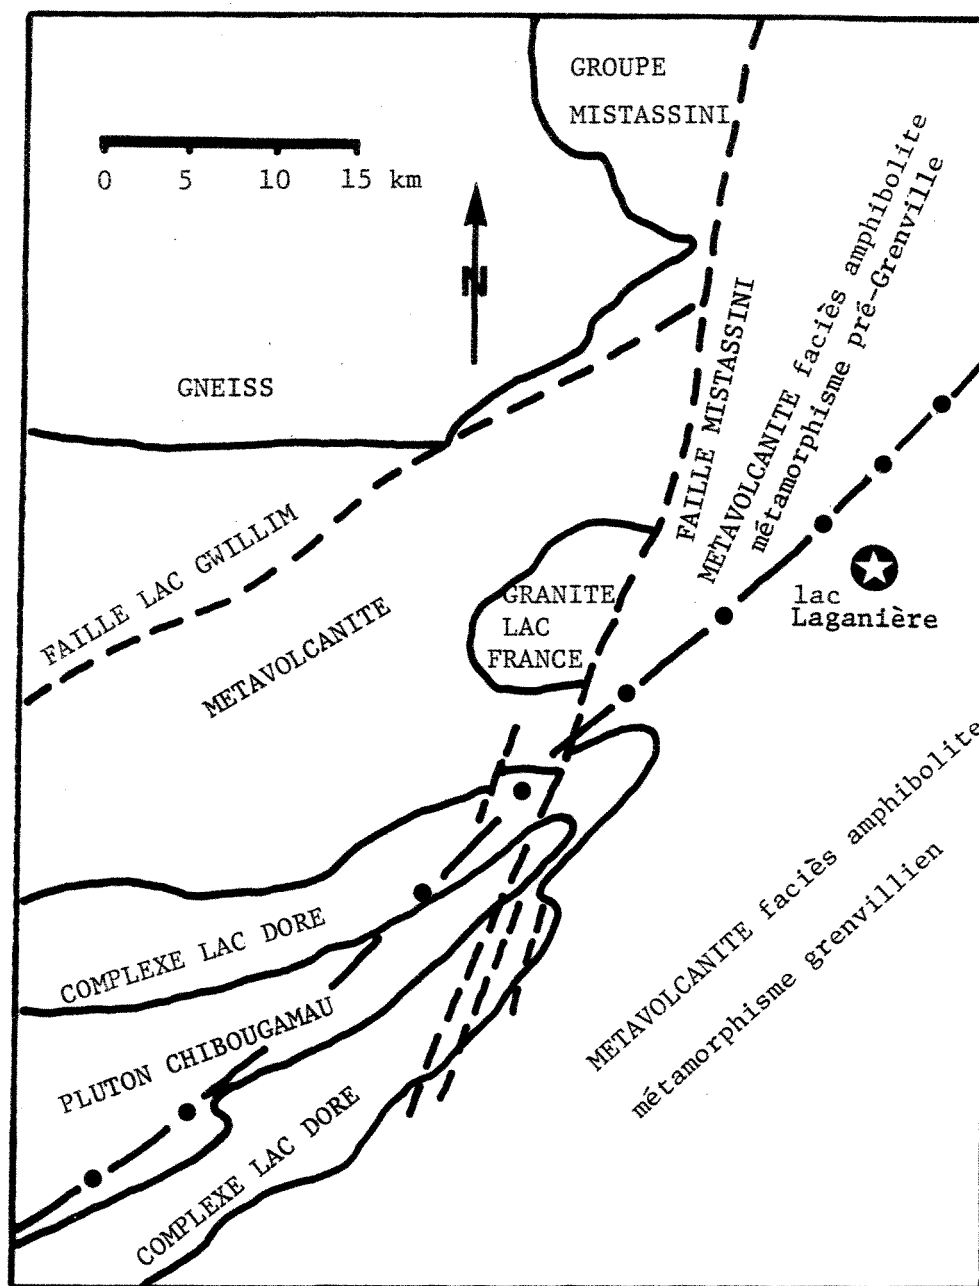 GROUPE
MISTASSINI
0 5 10 15 km
N
GNEISS
FAILLE LAC GWILLIM
METAVOLCANITE
FAILLE MISTASSINI
METAVOLCANITE faciès amphibolite
métamorphisme pré-Grenville
GRANITE
LAC
FRANCE
lac
Laganière
COMPLEXE LAC DORE
PLUTON CHIBOUGAMAU
COMPLEXE LAC DORE
METAVOLCANITE faciès amphibolite
métamorphisme grenvillien